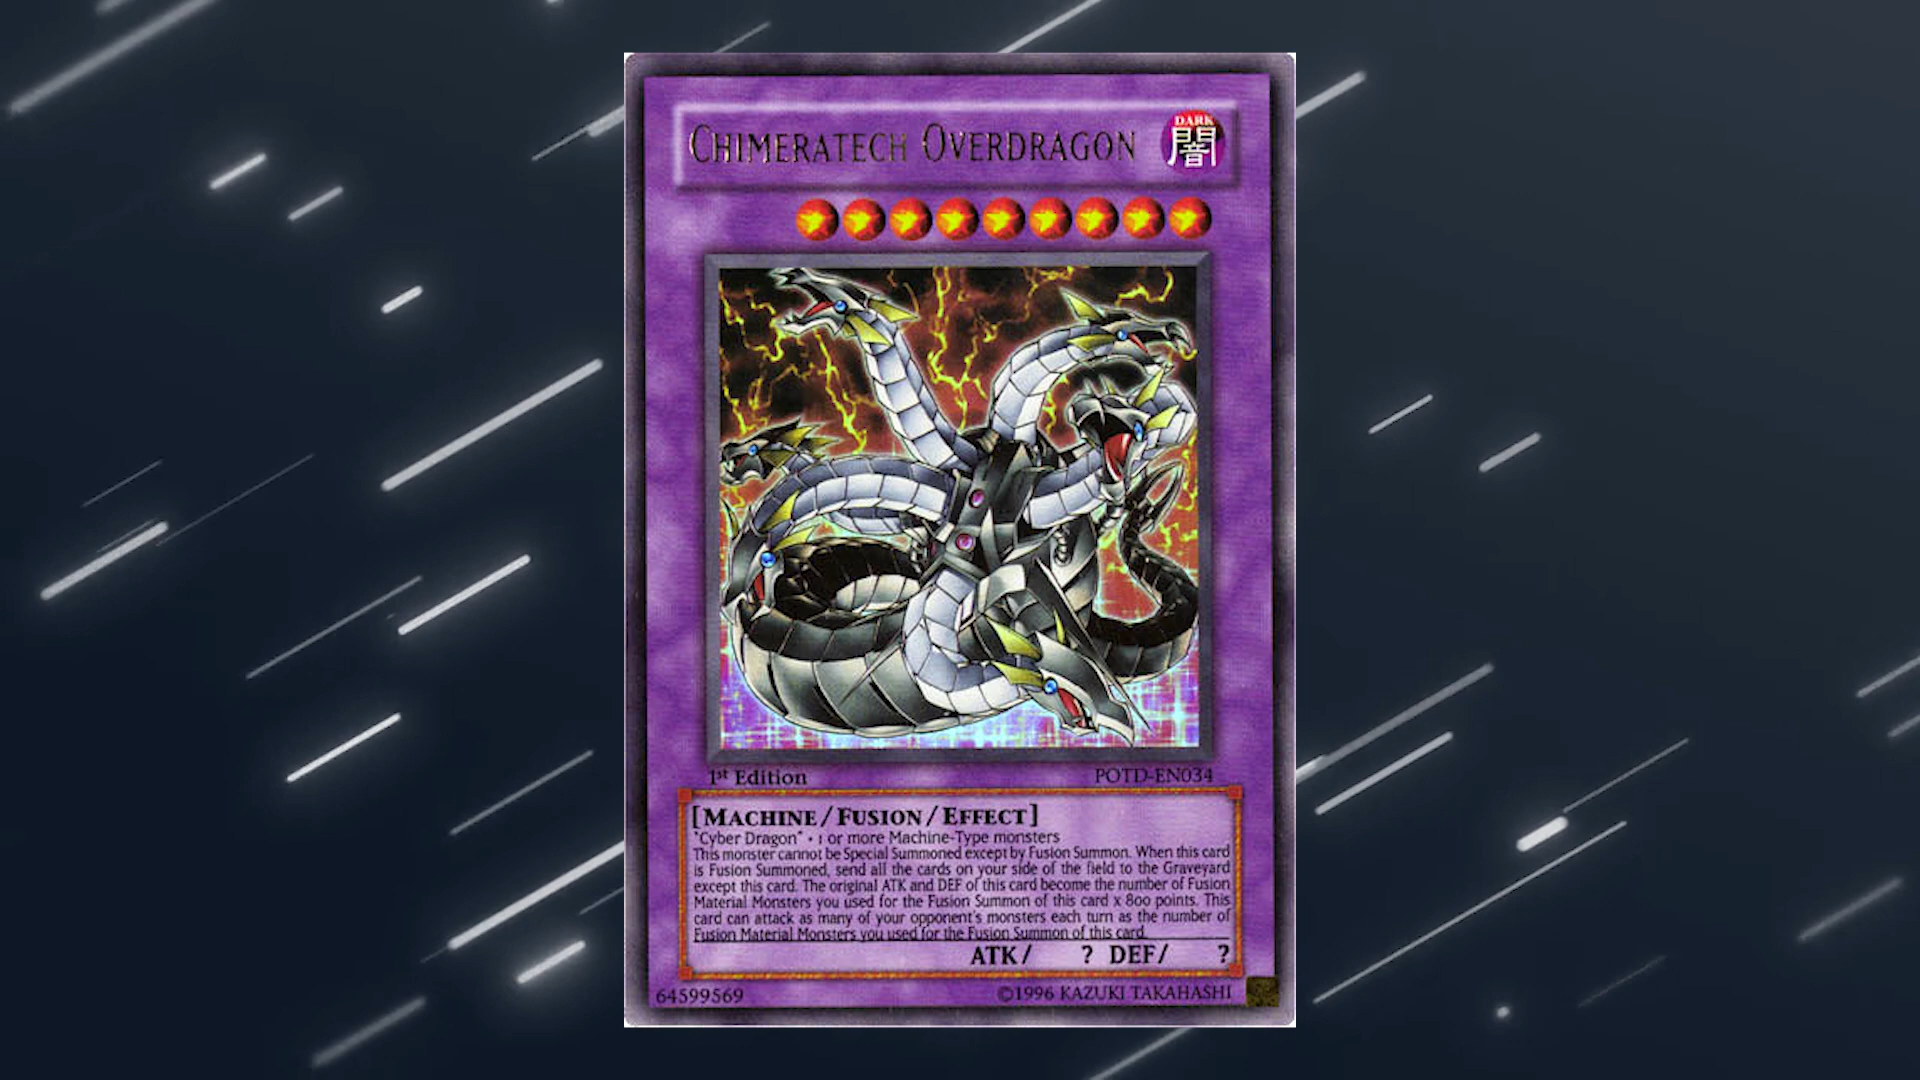 CHIMERATECH OVERDRAGON
DARK
闇
1st Edition
POTD-EN034
[MACHINE/FUSION/EFFECT]
"Cyber Dragon" + 1 or more Machine-Type monsters
This monster cannot be Special Summoned except by Fusion Summon. When this card
is Fusion Summoned, send all the cards on your side of the field to the Graveyard
except this card. The original ATK and DEF of this card become the number of Fusion
Material Monsters you used for the Fusion Summon of this card x 800 points. This
card can attack as many of your opponent's monsters each turn as the number of
Fusion Material Monsters you used for the Fusion Summon of this card.
ATK/ ? DEF/ ?
64599569
©1996 KAZUKI TAKAHASHI